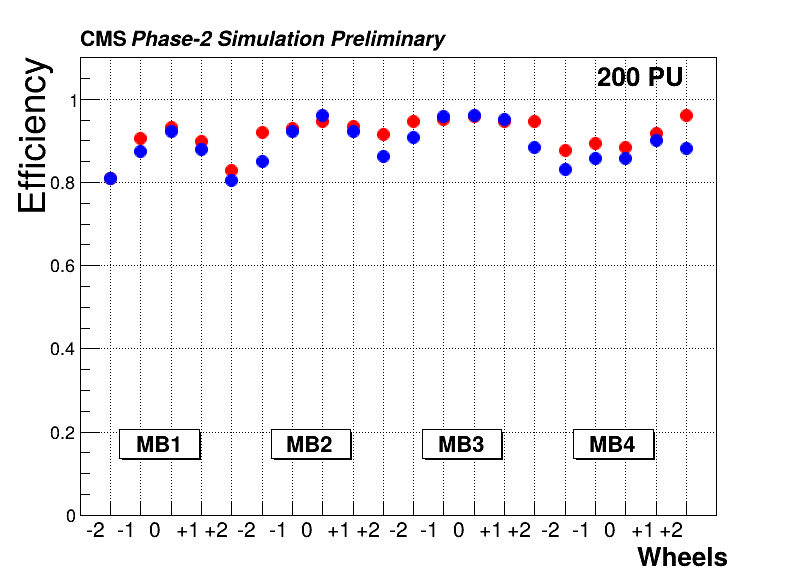 CMS Phase-2 Simulation Preliminary
200 PU
Efficiency
1
0.8
0.6
0.4
0.2
0
MB1 MB2 MB3 MB4
-2 -1 0 +1 +2 -2 -1 0 +1 +2 -2 -1 0 +1 +2 -2 -1 0 +1 +2
Wheels